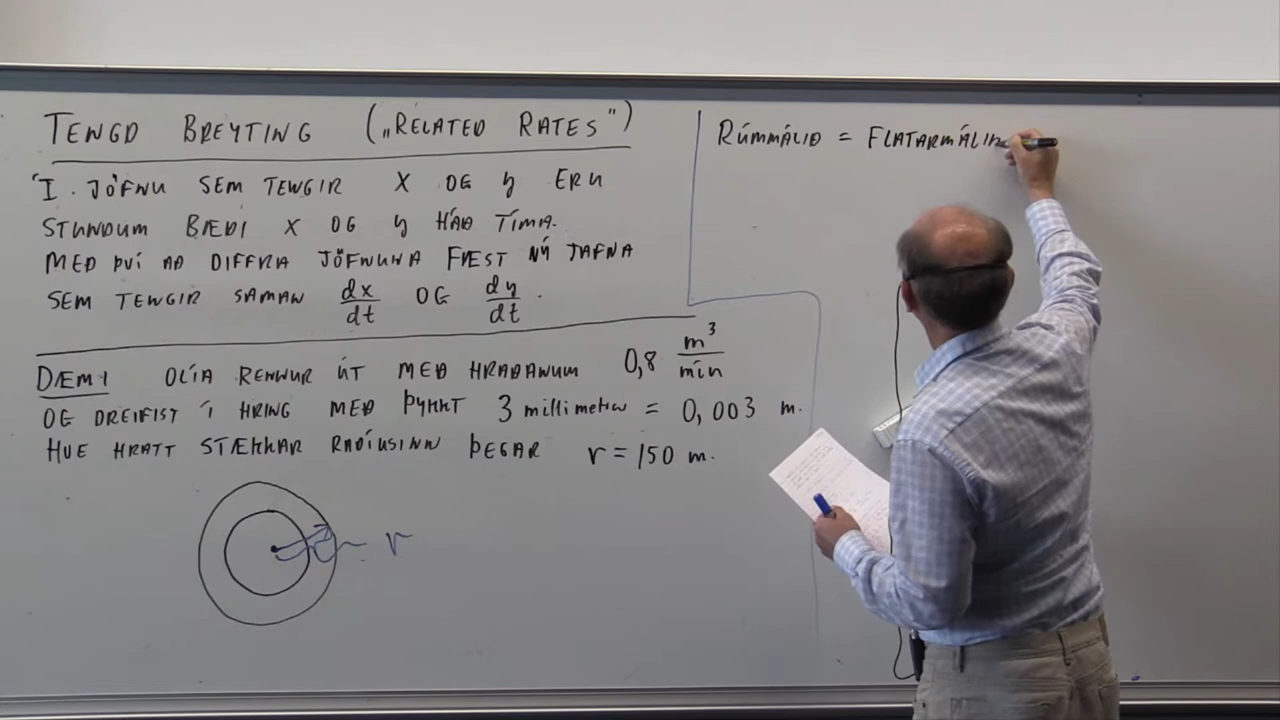 TENGD BREYTING („RELATED RATES")
Í JÖFNU SEM TENGIR X OG y ERU
STUNDUM BÆÐI X OG y HÁÐ TÍMA.
MEÐ ÞVÍ AÐ DIFFRA JÖFNUNA FÆST NÝ JAFNA
SEM TENGIR SAMAN dx/dt OG dy/dt.
DÆMI OLÍA RENNUR ÚT MEÐ HRAÐANUM 0,8 m³/mín
OG DREIFIST Í HRING MEÐ ÞYKKT 3 millimetrar = 0,003 m.
HVE HRATT STÆKKAR RADÍUSINN ÞEGAR r = 150 m.
r
RÚMMÁLIÐ = FLATARMÁLIN